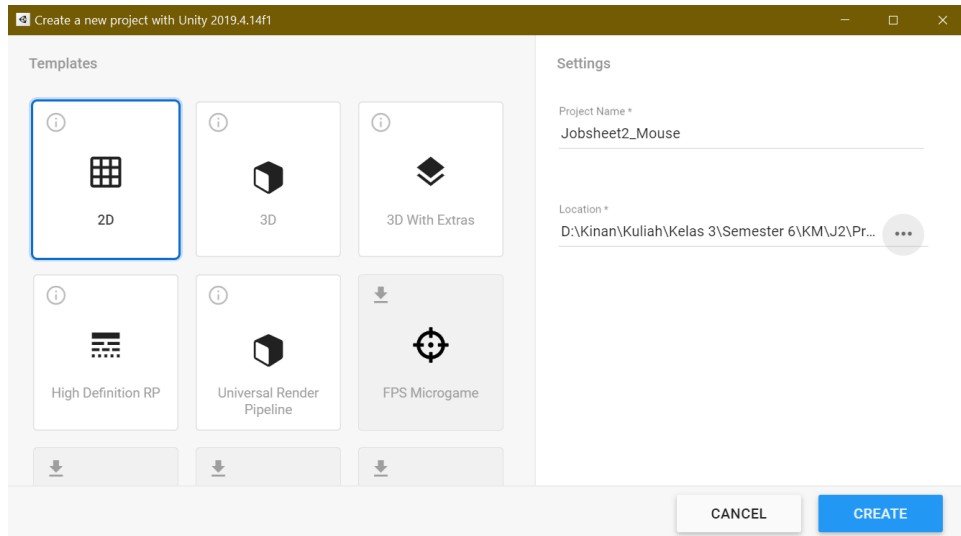 Create a new project with Unity 2019.4.14f1
Templates
2D
3D
3D With Extras
High Definition RP
Universal Render
Pipeline
FPS Microgame
Settings
Project Name *
Jobsheet2_Mouse
Location *
D:\Kinan\Kuliah\Kelas 3\Semester 6\KM\J2\Pr...
CANCEL
CREATE